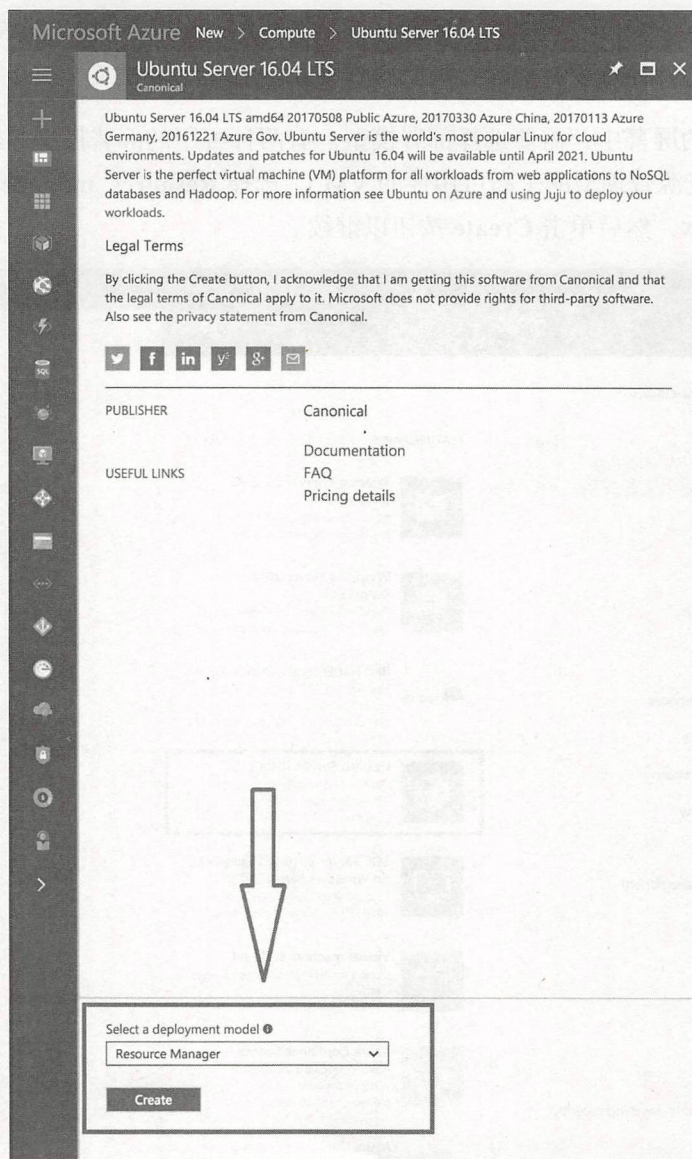 Microsoft Azure New > Compute > Ubuntu Server 16.04 LTS
Ubuntu Server 16.04 LTS
Canonical
Ubuntu Server 16.04 LTS amd64 20170508 Public Azure, 20170330 Azure China, 20170113 Azure
Germany, 20161221 Azure Gov. Ubuntu Server is the world's most popular Linux for cloud
environments. Updates and patches for Ubuntu 16.04 will be available until April 2021. Ubuntu
Server is the perfect virtual machine (VM) platform for all workloads from web applications to NoSQL
databases and Hadoop. For more information see Ubuntu on Azure and using Juju to deploy your
workloads.
Legal Terms
By clicking the Create button, I acknowledge that I am getting this software from Canonical and that
the legal terms of Canonical apply to it. Microsoft does not provide rights for third-party software.
Also see the privacy statement from Canonical.
PUBLISHER Canonical
Documentation
USEFUL LINKS FAQ
Pricing details
Select a deployment model
Resource Manager
Create